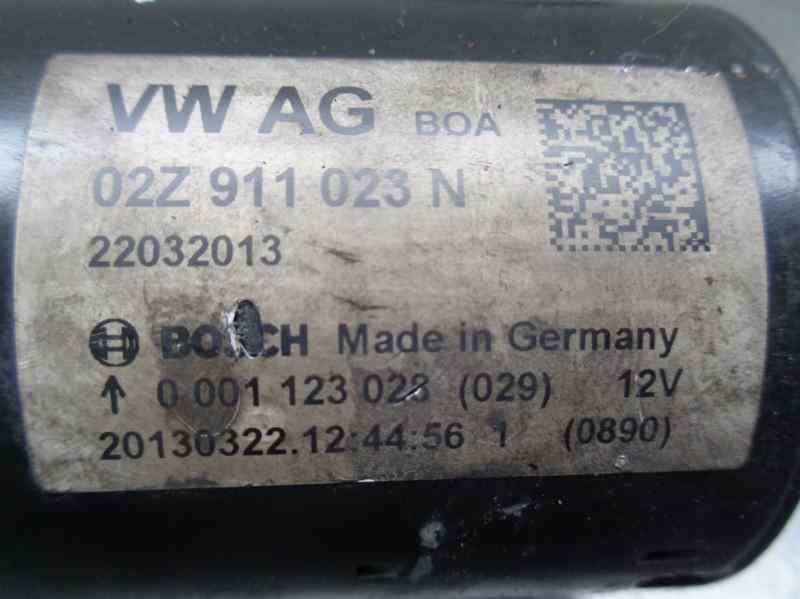 VW AG BOA
02Z 911 023 N
22032013
BOSCH Made in Germany
↑ 0 001 123 028 (029) 12V
20130322.12:44:56 1 (0890)